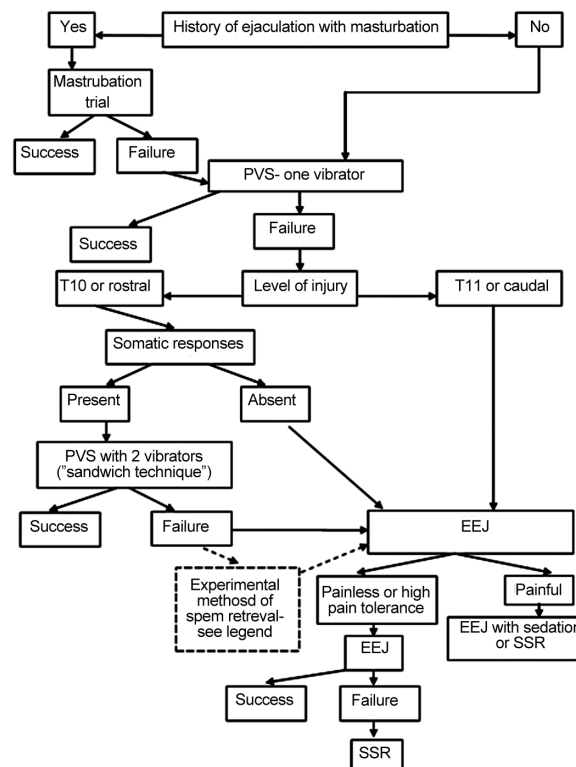 Yes
History of ejaculation with masturbation
No
Mastrubation
trial
Success
Failure
PVS- one vibrator
Success
Failure
T10 or rostral
Level of injury
T11 or caudal
Somatic responses
Present
Absent
PVS with 2 vibrators
("sandwich technique")
Success
Failure
EEJ
Experimental
methosd of
spem retreval-
see legend
Painless or high
pain tolerance
Painful
EEJ with sedation
or SSR
EEJ
Success
Failure
SSR